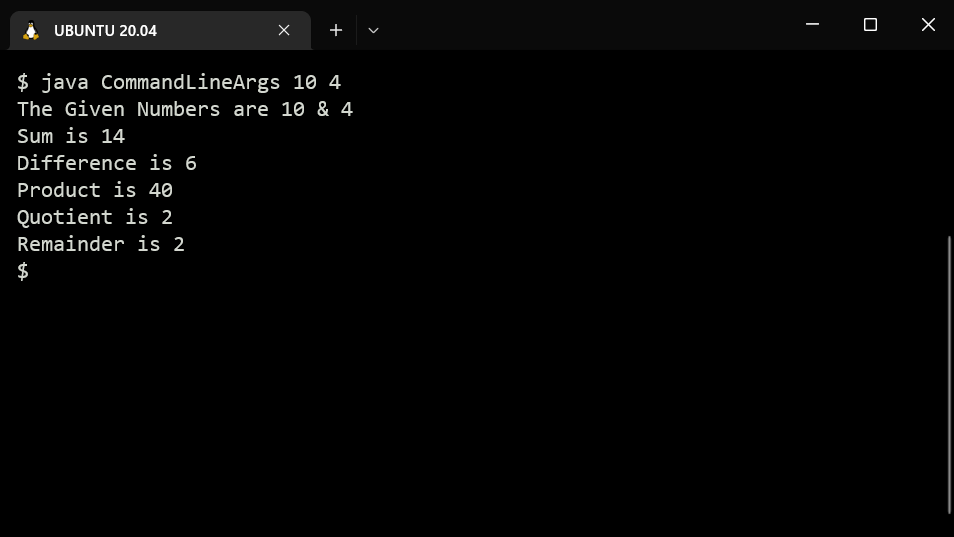 UBUNTU 20.04
$ java CommandLineArgs 10 4
The Given Numbers are 10 & 4
Sum is 14
Difference is 6
Product is 40
Quotient is 2
Remainder is 2
$